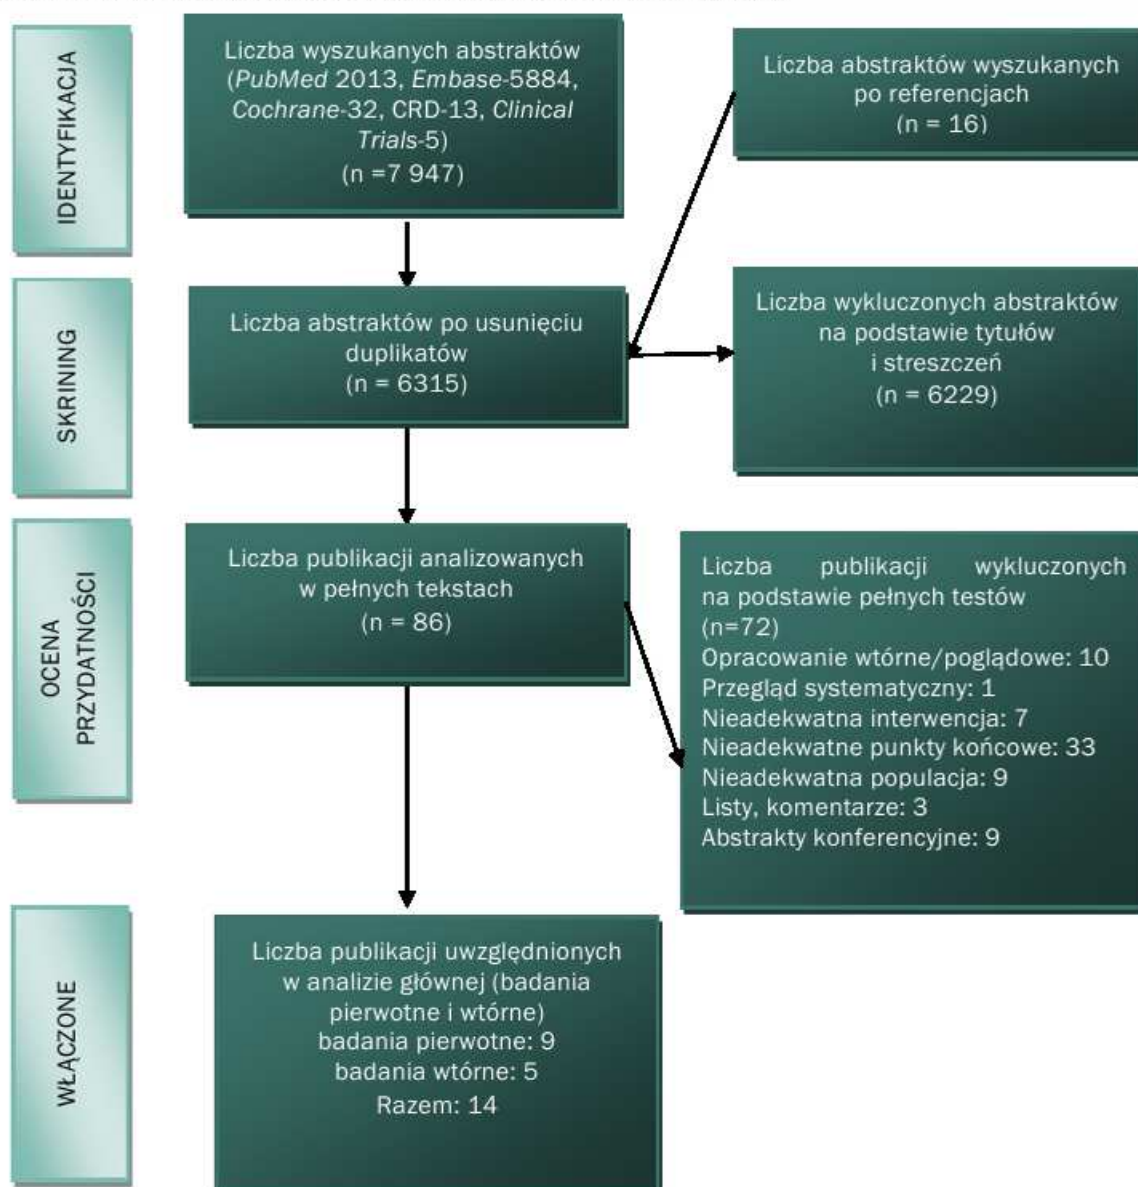 IDENTYFIKACJA
Liczba wyszukanych abstraktów
(PubMed 2013, Embase-5884,
Cochrane-32, CRD-13, Clinical
Trials-5)
(n =7 947)
Liczba abstraktów wyszukanych
po referencjach
(n = 16)
SKRINING
Liczba abstraktów po usunięciu
duplikatów
(n = 6315)
Liczba wykluczonych abstraktów
na podstawie tytułów
i streszczeń
(n = 6229)
OCENA
PRZYDATNOŚCI
Liczba publikacji analizowanych
w pełnych tekstach
(n = 86)
Liczba publikacji wykluczonych
na podstawie pełnych testów
(n=72)
Opracowanie wtórne/poglądowe: 10
Przegląd systematyczny: 1
Nieadekwatna interwencja: 7
Nieadekwatne punkty końcowe: 33
Nieadekwatna populacja: 9
Listy, komentarze: 3
Abstrakty konferencyjne: 9
WŁĄCZONE
Liczba publikacji uwzględnionych
w analizie głównej (badania
pierwotne i wtórne)
badania pierwotne: 9
badania wtórne: 5
Razem: 14